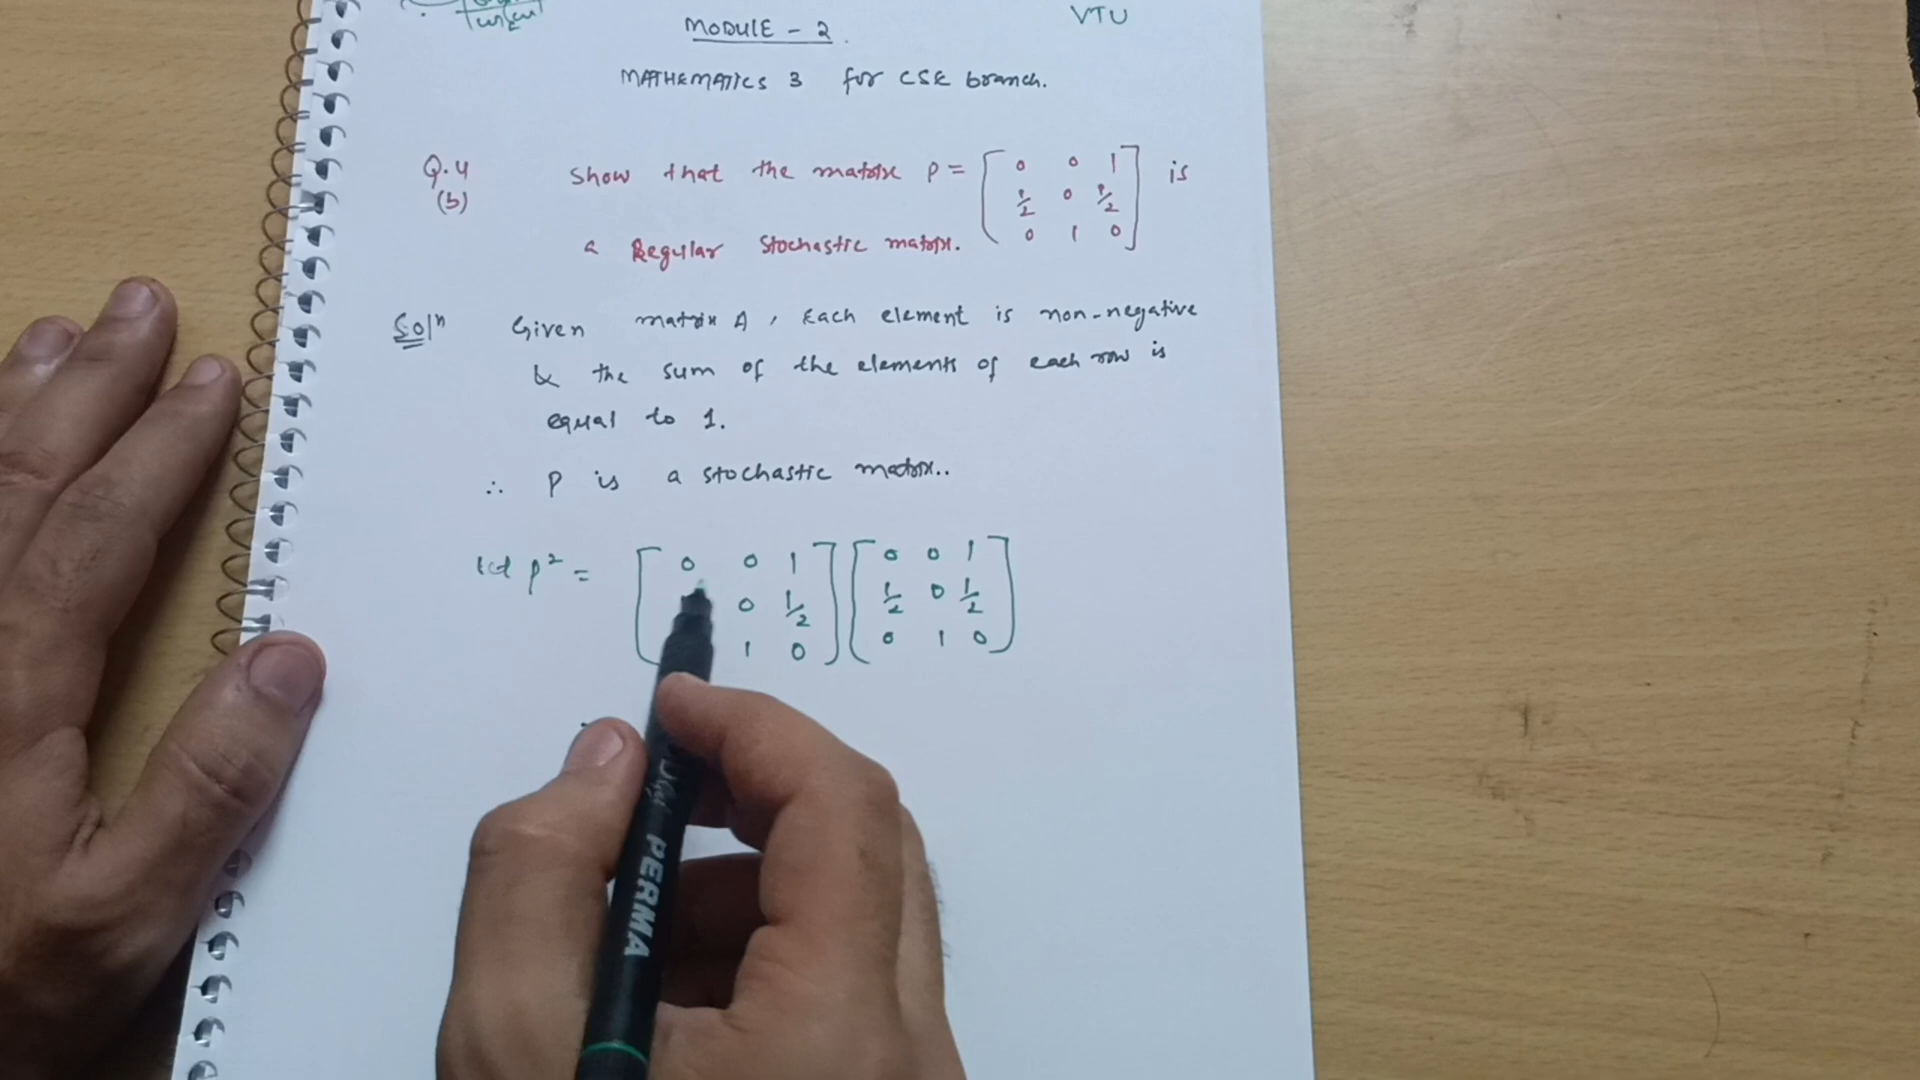 VTU
MODULE - 2.
MATHEMATICS 3 for CSE branch.
Q.4 (b) Show that the matrix P = [ 0 0 1 ] is
1/2 0 1/2
0 1 0
a Regular Stochastic matrix.
Solⁿ Given matrix A, Each element is non-negative
& the sum of the elements of each row is
equal to 1.
∴ P is a stochastic matrix..
let P² = [ 0 0 1 ] [ 0 0 1 ]
0 1/2 1/2 0 1/2
1 0 0 1 0
PERMA